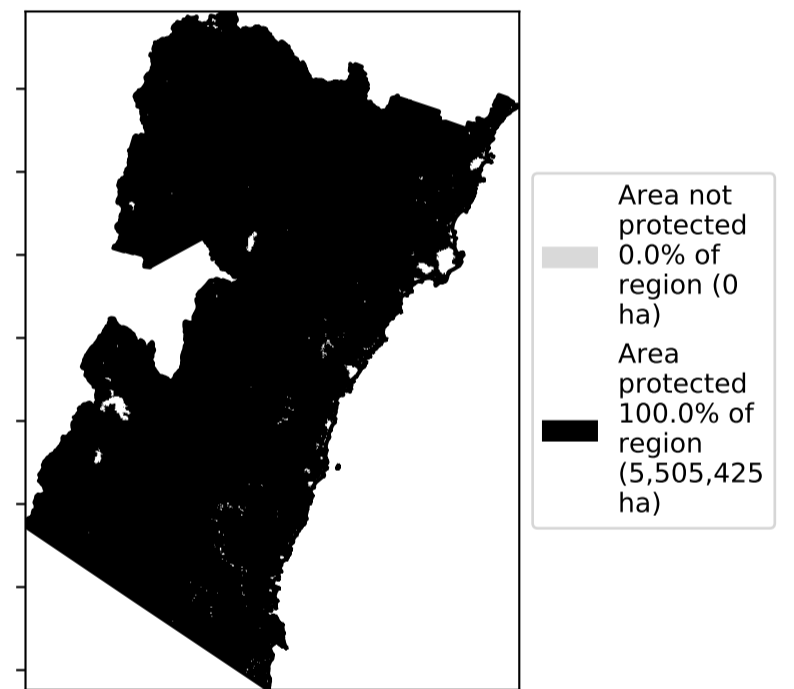 Area not
protected
0.0% of
region (0
ha)
Area
protected
100.0% of
region
(5,505,425
ha)